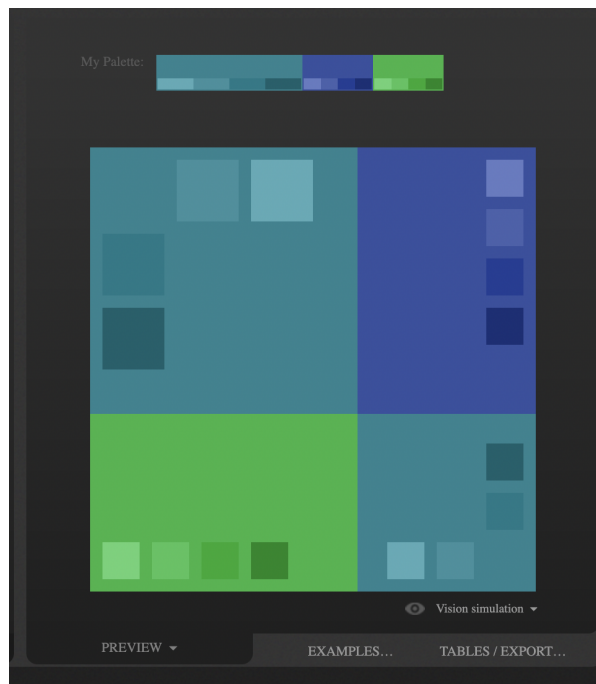 My Palette:
Vision simulation
PREVIEW
EXAMPLES...
TABLES / EXPORT...